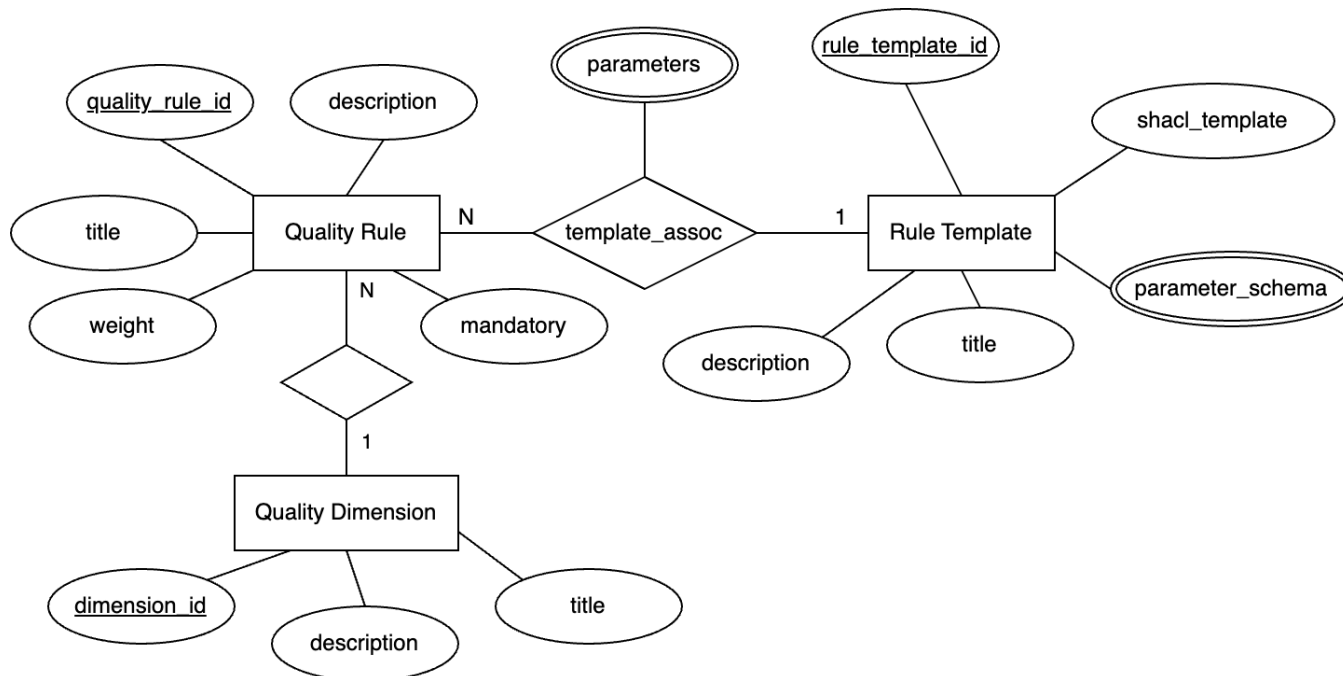 rule_template_id
parameters
quality_rule_id
description
shacl_template
title
Quality Rule
N
template_assoc
1
Rule Template
N
parameter_schema
weight
mandatory
description
title
1
Quality Dimension
dimension_id
description
title